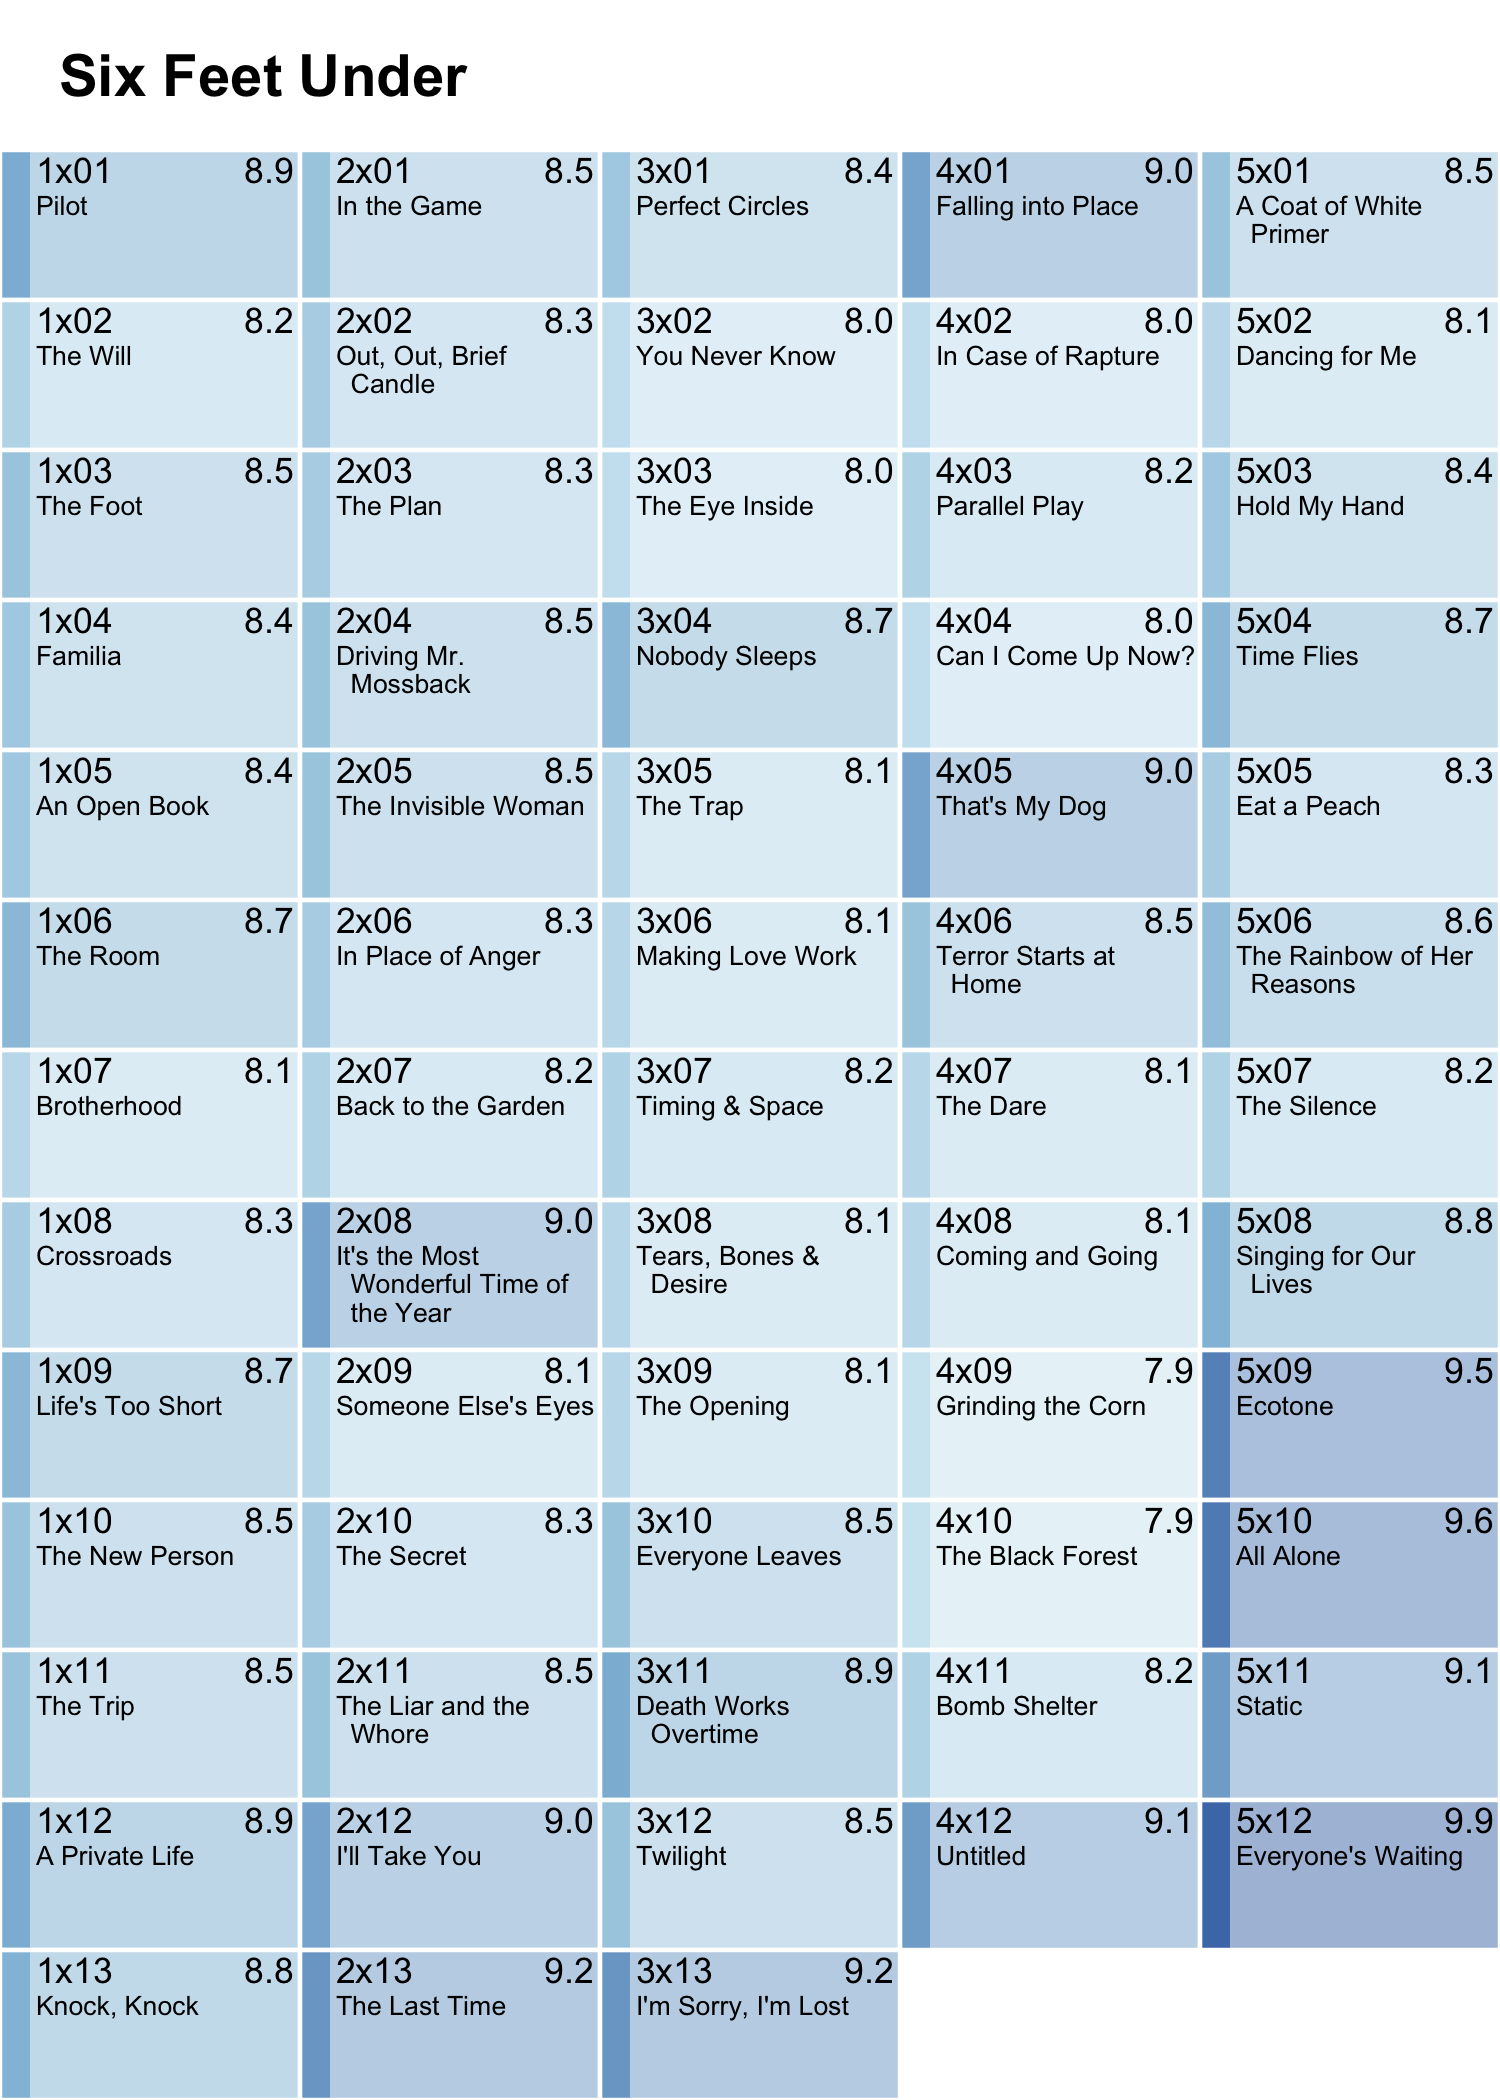 Six Feet Under
1x01 8.9
Pilot
2x01 8.5
In the Game
3x01 8.4
Perfect Circles
4x01 9.0
Falling into Place
5x01 8.5
A Coat of White
Primer
1x02 8.2
The Will
2x02 8.3
Out, Out, Brief
Candle
3x02 8.0
You Never Know
4x02 8.0
In Case of Rapture
5x02 8.1
Dancing for Me
1x03 8.5
The Foot
2x03 8.3
The Plan
3x03 8.0
The Eye Inside
4x03 8.2
Parallel Play
5x03 8.4
Hold My Hand
1x04 8.4
Familia
2x04 8.5
Driving Mr.
Mossback
3x04 8.7
Nobody Sleeps
4x04 8.0
Can I Come Up Now?
5x04 8.7
Time Flies
1x05 8.4
An Open Book
2x05 8.5
The Invisible Woman
3x05 8.1
The Trap
4x05 9.0
That's My Dog
5x05 8.3
Eat a Peach
1x06 8.7
The Room
2x06 8.3
In Place of Anger
3x06 8.1
Making Love Work
4x06 8.5
Terror Starts at
Home
5x06 8.6
The Rainbow of Her
Reasons
1x07 8.1
Brotherhood
2x07 8.2
Back to the Garden
3x07 8.2
Timing & Space
4x07 8.1
The Dare
5x07 8.2
The Silence
1x08 8.3
Crossroads
2x08 9.0
It's the Most
Wonderful Time of
the Year
3x08 8.1
Tears, Bones &
Desire
4x08 8.1
Coming and Going
5x08 8.8
Singing for Our
Lives
1x09 8.7
Life's Too Short
2x09 8.1
Someone Else's Eyes
3x09 8.1
The Opening
4x09 7.9
Grinding the Corn
5x09 9.5
Ecotone
1x10 8.5
The New Person
2x10 8.3
The Secret
3x10 8.5
Everyone Leaves
4x10 7.9
The Black Forest
5x10 9.6
All Alone
1x11 8.5
The Trip
2x11 8.5
The Liar and the
Whore
3x11 8.9
Death Works
Overtime
4x11 8.2
Bomb Shelter
5x11 9.1
Static
1x12 8.9
A Private Life
2x12 9.0
I'll Take You
3x12 8.5
Twilight
4x12 9.1
Untitled
5x12 9.9
Everyone's Waiting
1x13 8.8
Knock, Knock
2x13 9.2
The Last Time
3x13 9.2
I'm Sorry, I'm Lost